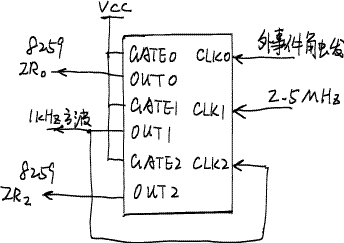 VCC
8259
IR0
GATE0 CLK0
外事件触发
OUT0
GATE1 CLK1
2.5MHz
1kHz方波
OUT1
GATE2 CLK2
8259
IR2
OUT2